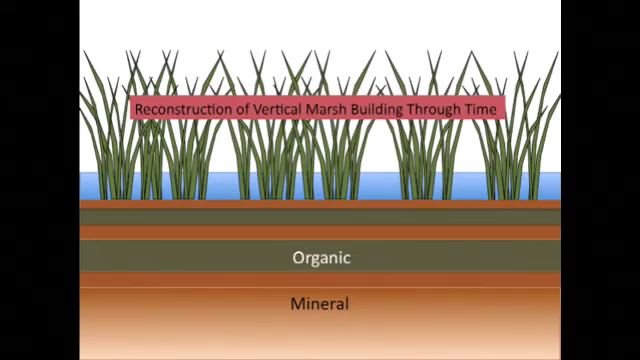 Reconstruction of Vertical Marsh Building Through Time
Organic
Mineral